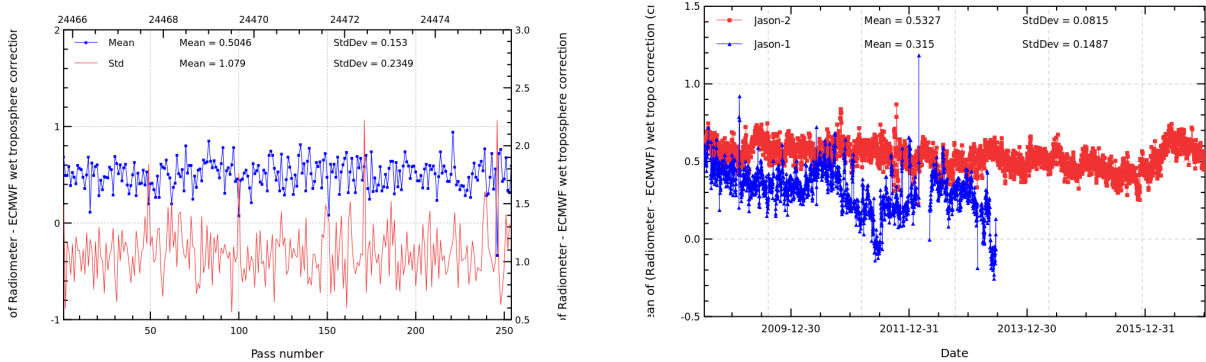 24466 24468 24470 24472 24474
Mean Mean = 0.5046 StdDev = 0.153
Std Mean = 1.079 StdDev = 0.2349
2
1
0
-1
3.0
2.5
2.0
1.5
1.0
0.5
50 100 150 200 250
Pass number
of Radiometer - ECMWF wet troposphere correction
of Radiometer - ECMWF wet troposphere correction
Jason-2 Mean = 0.5327 StdDev = 0.0815
Jason-1 Mean = 0.315 StdDev = 0.1487
1.5
1.0
0.5
0.0
-0.5
2009-12-30 2011-12-31 2013-12-30 2015-12-31
Date
of (Radiometer - ECMWF) wet tropo correction